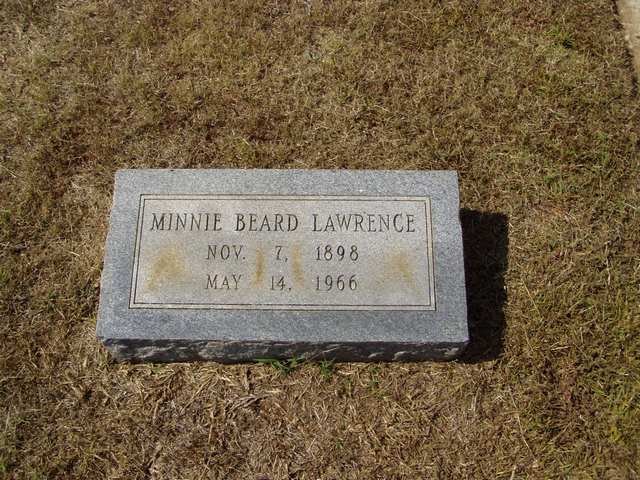 MINNIE BEARD LAWRENCE
NOV. 7, 1898
MAY 14, 1966